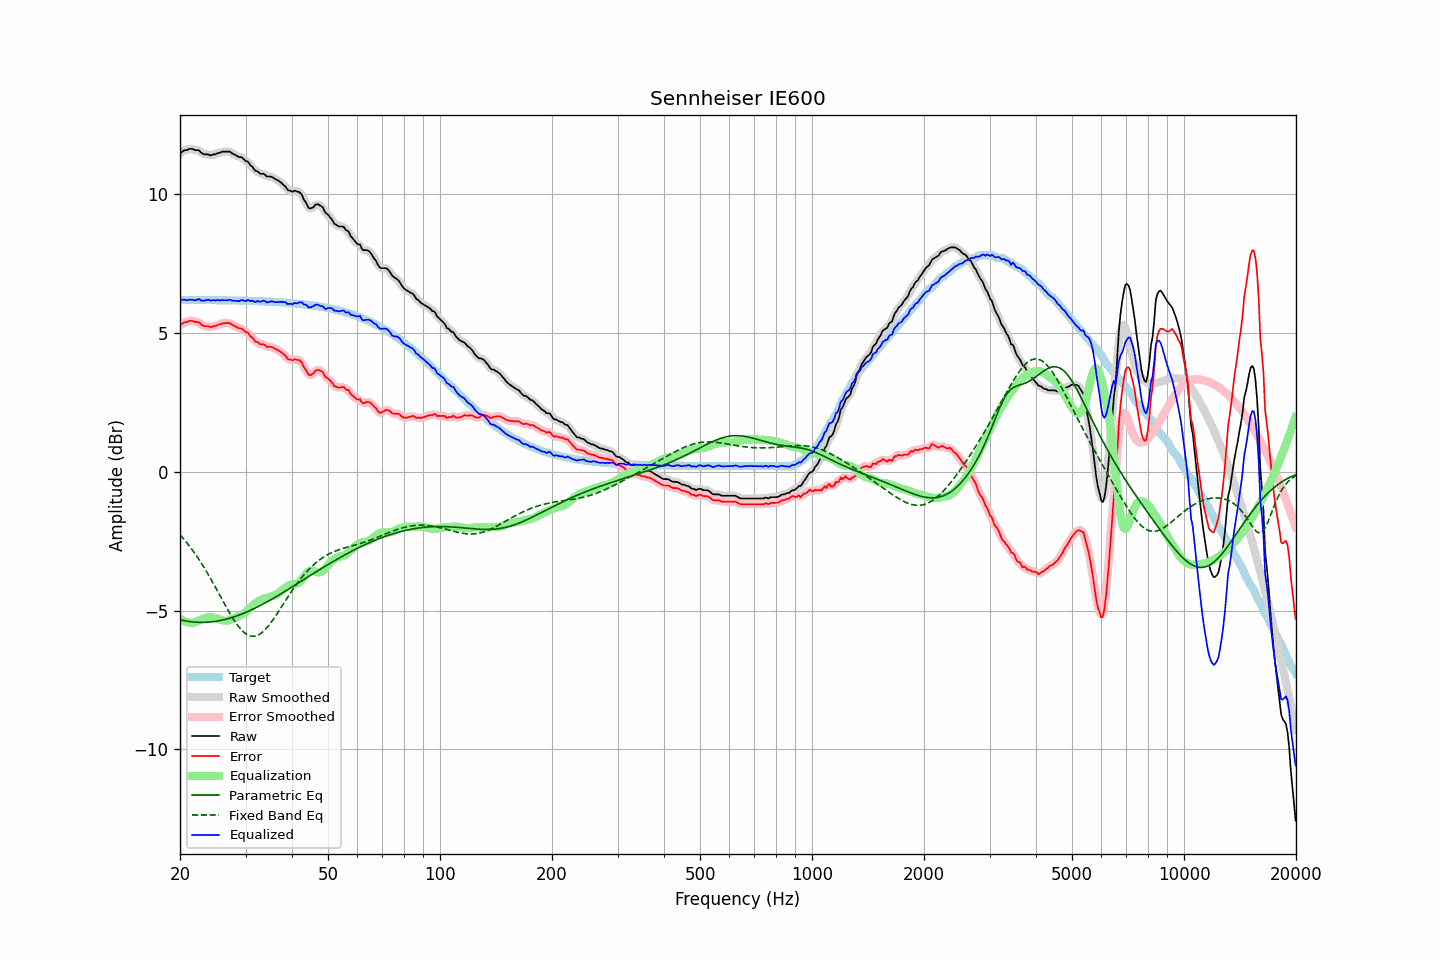 Sennheiser IE600
Amplitude (dBr)
10
5
0
−5
−10
Target
Raw Smoothed
Error Smoothed
Raw
Error
Equalization
Parametric Eq
Fixed Band Eq
Equalized
20 50 100 200 500 1000 2000 5000 10000 20000
Frequency (Hz)